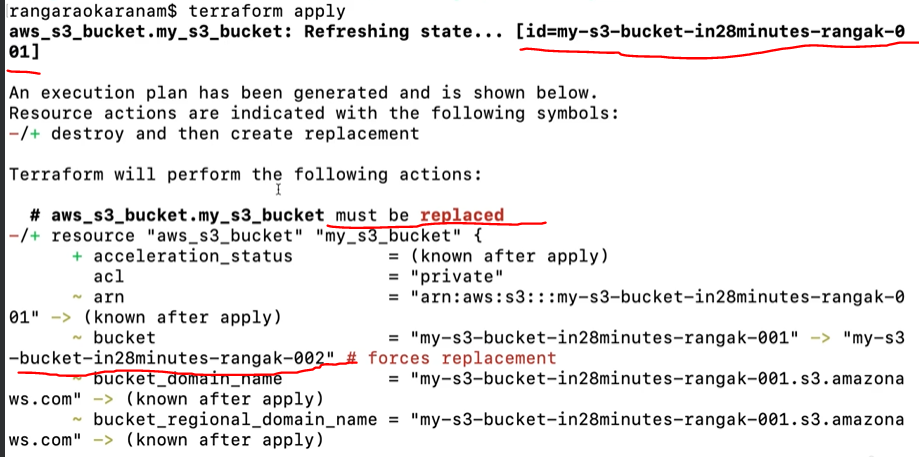 rangaraokaranam$ terraform apply
aws_s3_bucket.my_s3_bucket: Refreshing state... [id=my-s3-bucket-in28minutes-rangak-0
01]
An execution plan has been generated and is shown below.
Resource actions are indicated with the following symbols:
-/+ destroy and then create replacement
Terraform will perform the following actions:
# aws_s3_bucket.my_s3_bucket must be replaced
-/+ resource "aws_s3_bucket" "my_s3_bucket" {
+ acceleration_status = (known after apply)
acl = "private"
~ arn = "arn:aws:s3:::my-s3-bucket-in28minutes-rangak-0
01" -> (known after apply)
~ bucket = "my-s3-bucket-in28minutes-rangak-001" -> "my-s3
-bucket-in28minutes-rangak-002" # forces replacement
~ bucket_domain_name = "my-s3-bucket-in28minutes-rangak-001.s3.amazona
ws.com" -> (known after apply)
~ bucket_regional_domain_name = "my-s3-bucket-in28minutes-rangak-001.s3.amazona
ws.com" -> (known after apply)